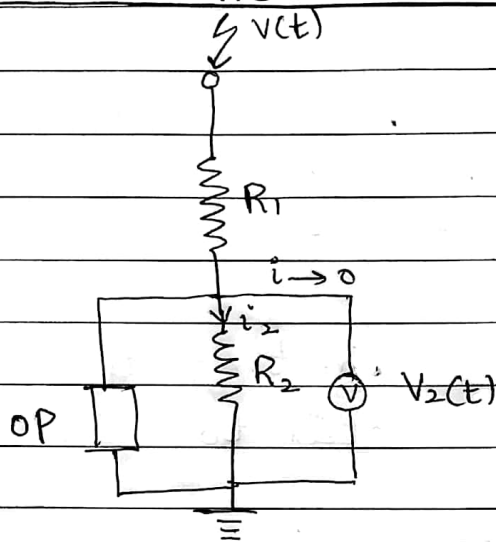 V(t)
R₁
i → 0
i₂
R₂
V
V₂(t)
OP